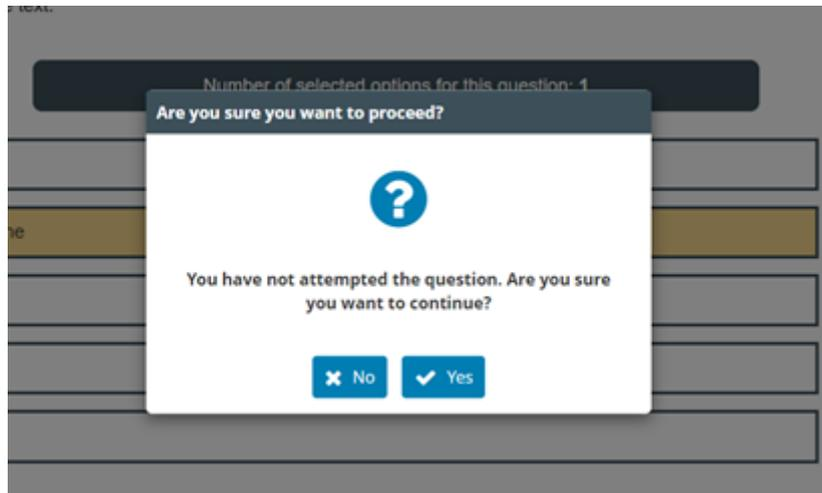 text.
Number of selected options for this question: 1
Are you sure you want to proceed?
?
You have not attempted the question. Are you sure
you want to continue?
No
Yes